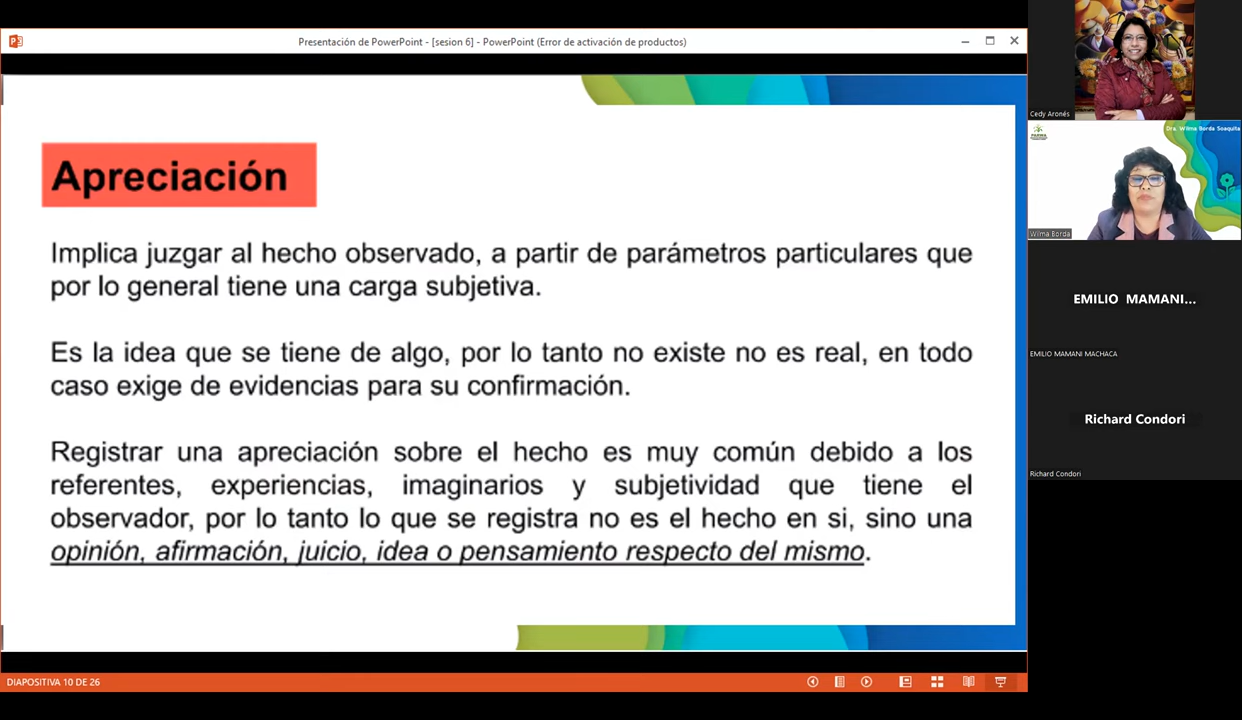 Presentación de PowerPoint - [sesion 6] - PowerPoint (Error de activación de productos)
Apreciación
Implica juzgar al hecho observado, a partir de parámetros particulares que
por lo general tiene una carga subjetiva.
Es la idea que se tiene de algo, por lo tanto no existe no es real, en todo
caso exige de evidencias para su confirmación.
Registrar una apreciación sobre el hecho es muy común debido a los
referentes, experiencias, imaginarios y subjetividad que tiene el
observador, por lo tanto lo que se registra no es el hecho en si, sino una
opinión, afirmación, juicio, idea o pensamiento respecto del mismo.
DIAPOSITIVA 10 DE 26
Cedy Aronés
Dra. Wilma Borda Soaquita
Wilma Borda
EMILIO MAMANI...
EMILIO MAMANI MACHACA
Richard Condori
Richard Condori